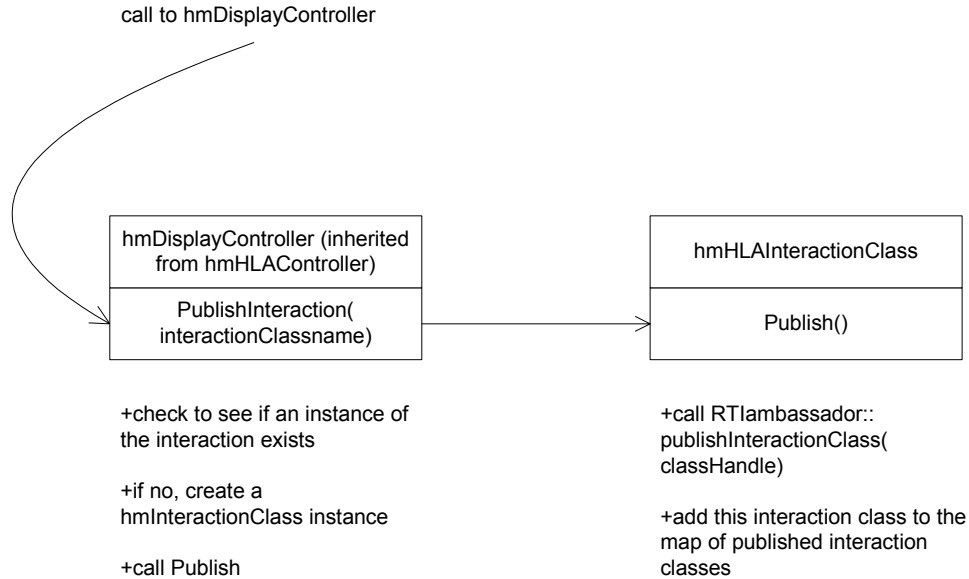 call to hmDisplayController
hmDisplayController (inherited
from hmHLAController)
PublishInteraction(
interactionClassname)
hmHLAInteractionClass
Publish()
+check to see if an instance of
the interaction exists
+if no, create a
hmInteractionClass instance
+call Publish
+call RTIambassador::
publishInteractionClass(
classHandle)
+add this interaction class to the
map of published interaction
classes